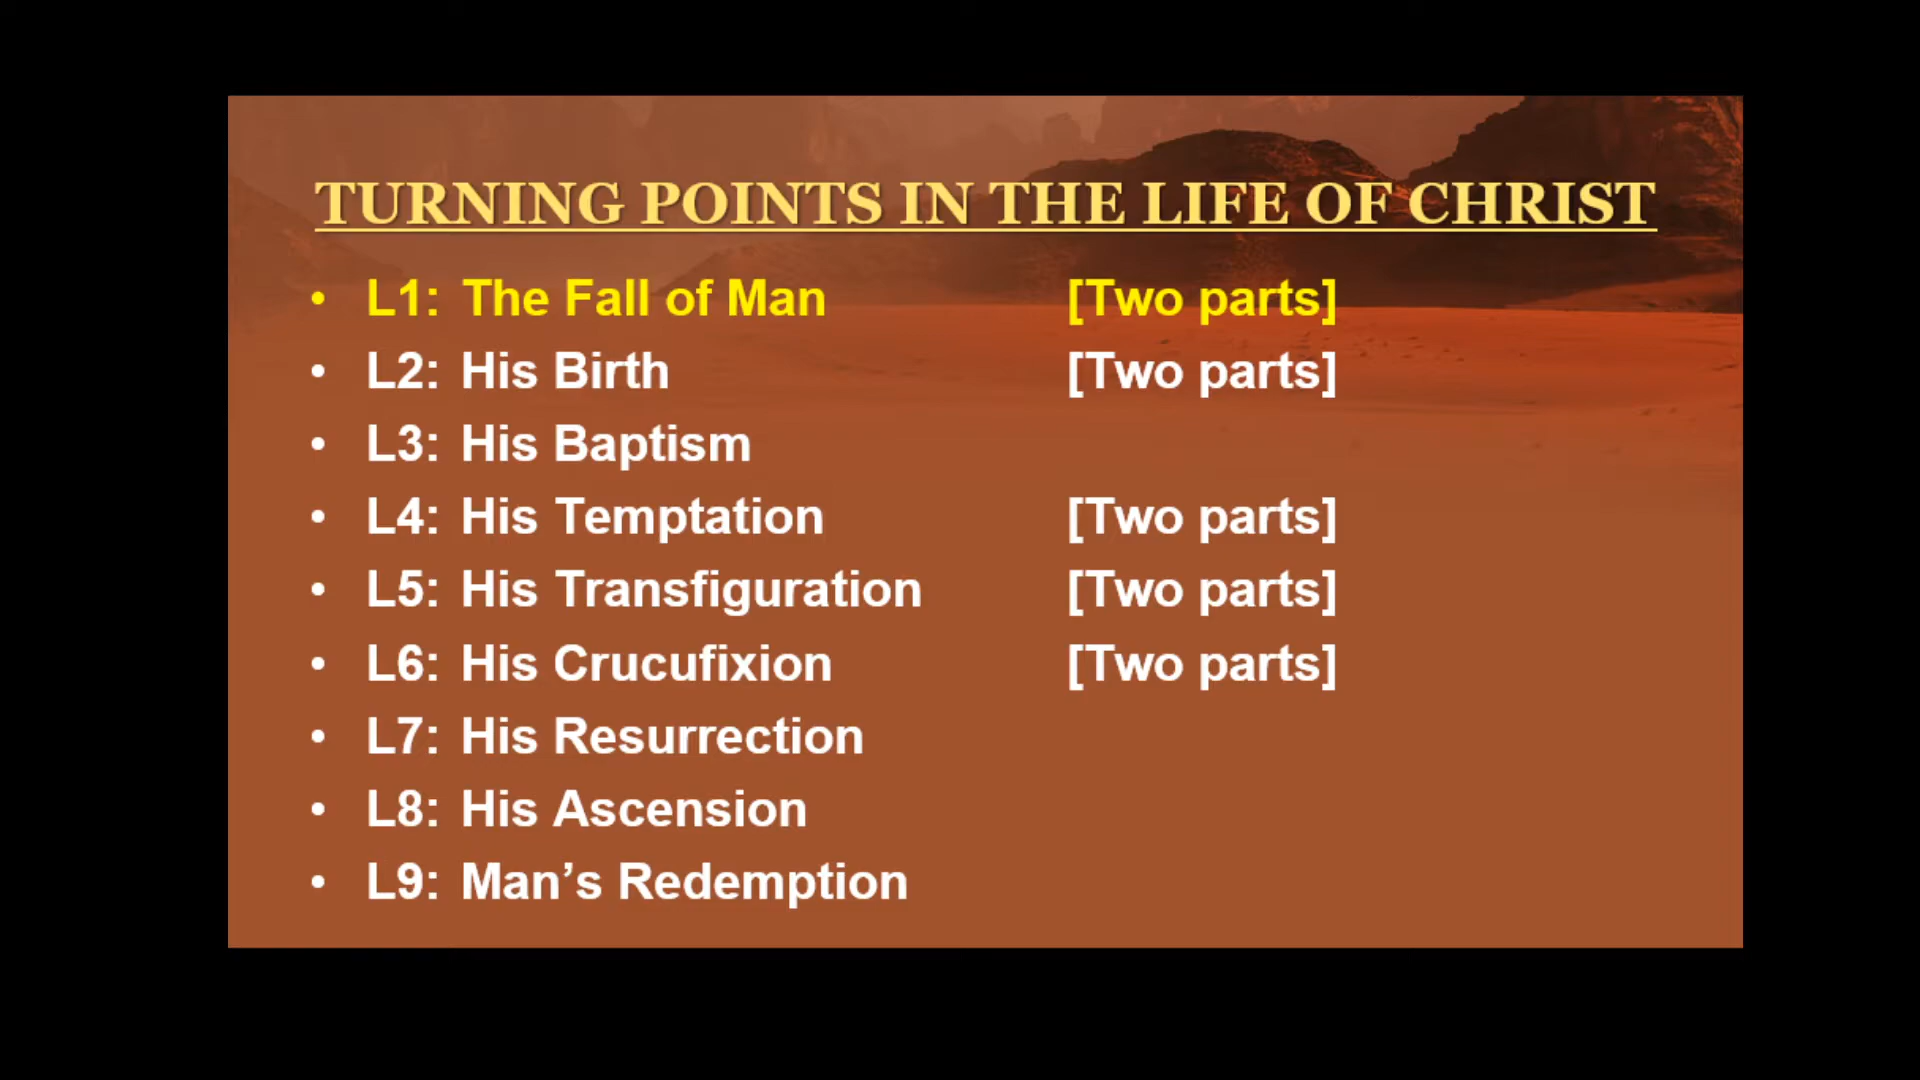 TURNING POINTS IN THE LIFE OF CHRIST
• L1: The Fall of Man [Two parts]
• L2: His Birth [Two parts]
• L3: His Baptism
• L4: His Temptation [Two parts]
• L5: His Transfiguration [Two parts]
• L6: His Crucufixion [Two parts]
• L7: His Resurrection
• L8: His Ascension
• L9: Man’s Redemption